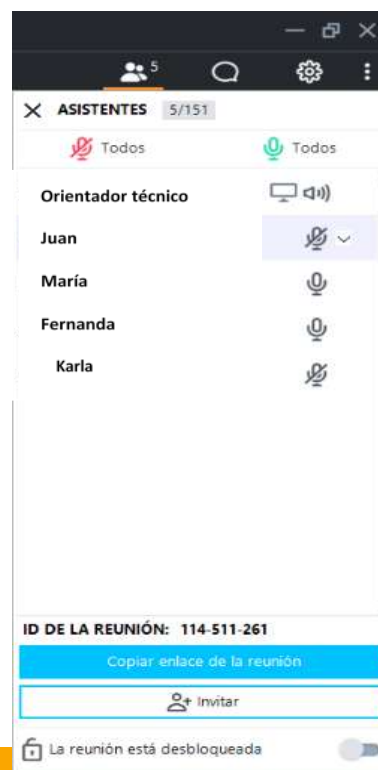 5
ASISTENTES 5/151
Todos Todos
Orientador técnico
Juan
María
Fernanda
Karla
ID DE LA REUNIÓN: 114-511-261
Copiar enlace de la reunión
Invitar
La reunión está desbloqueada